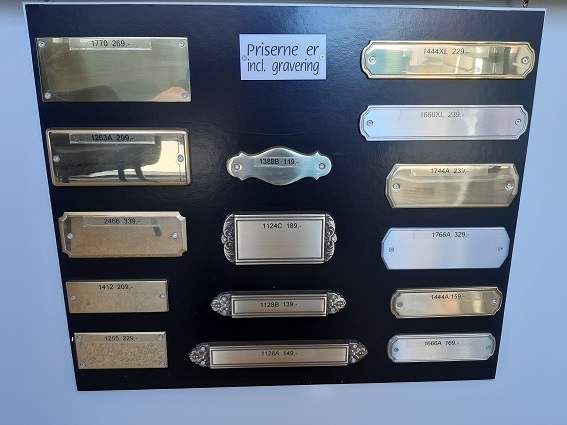 1770 269,-
1263A 299,-
2466 339,-
1412 209,-
1255 229,-
Priserne er
incl. gravering
1388B 119,-
1124C 189,-
1128B 139,-
1126A 149,-
1444XL 229,-
1666XL 239,-
1744A 239,-
1766A 329,-
1444A 159,-
1666A 169,-